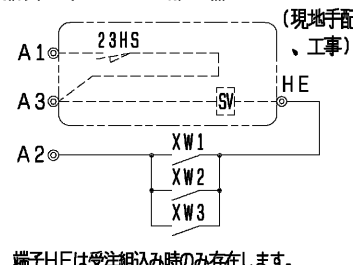 (現地手配
、工事)
A1
23HS
A3
SV
HE
A2
XW1
XW2
XW3
端子HEは受注組込み時のみ存在します。